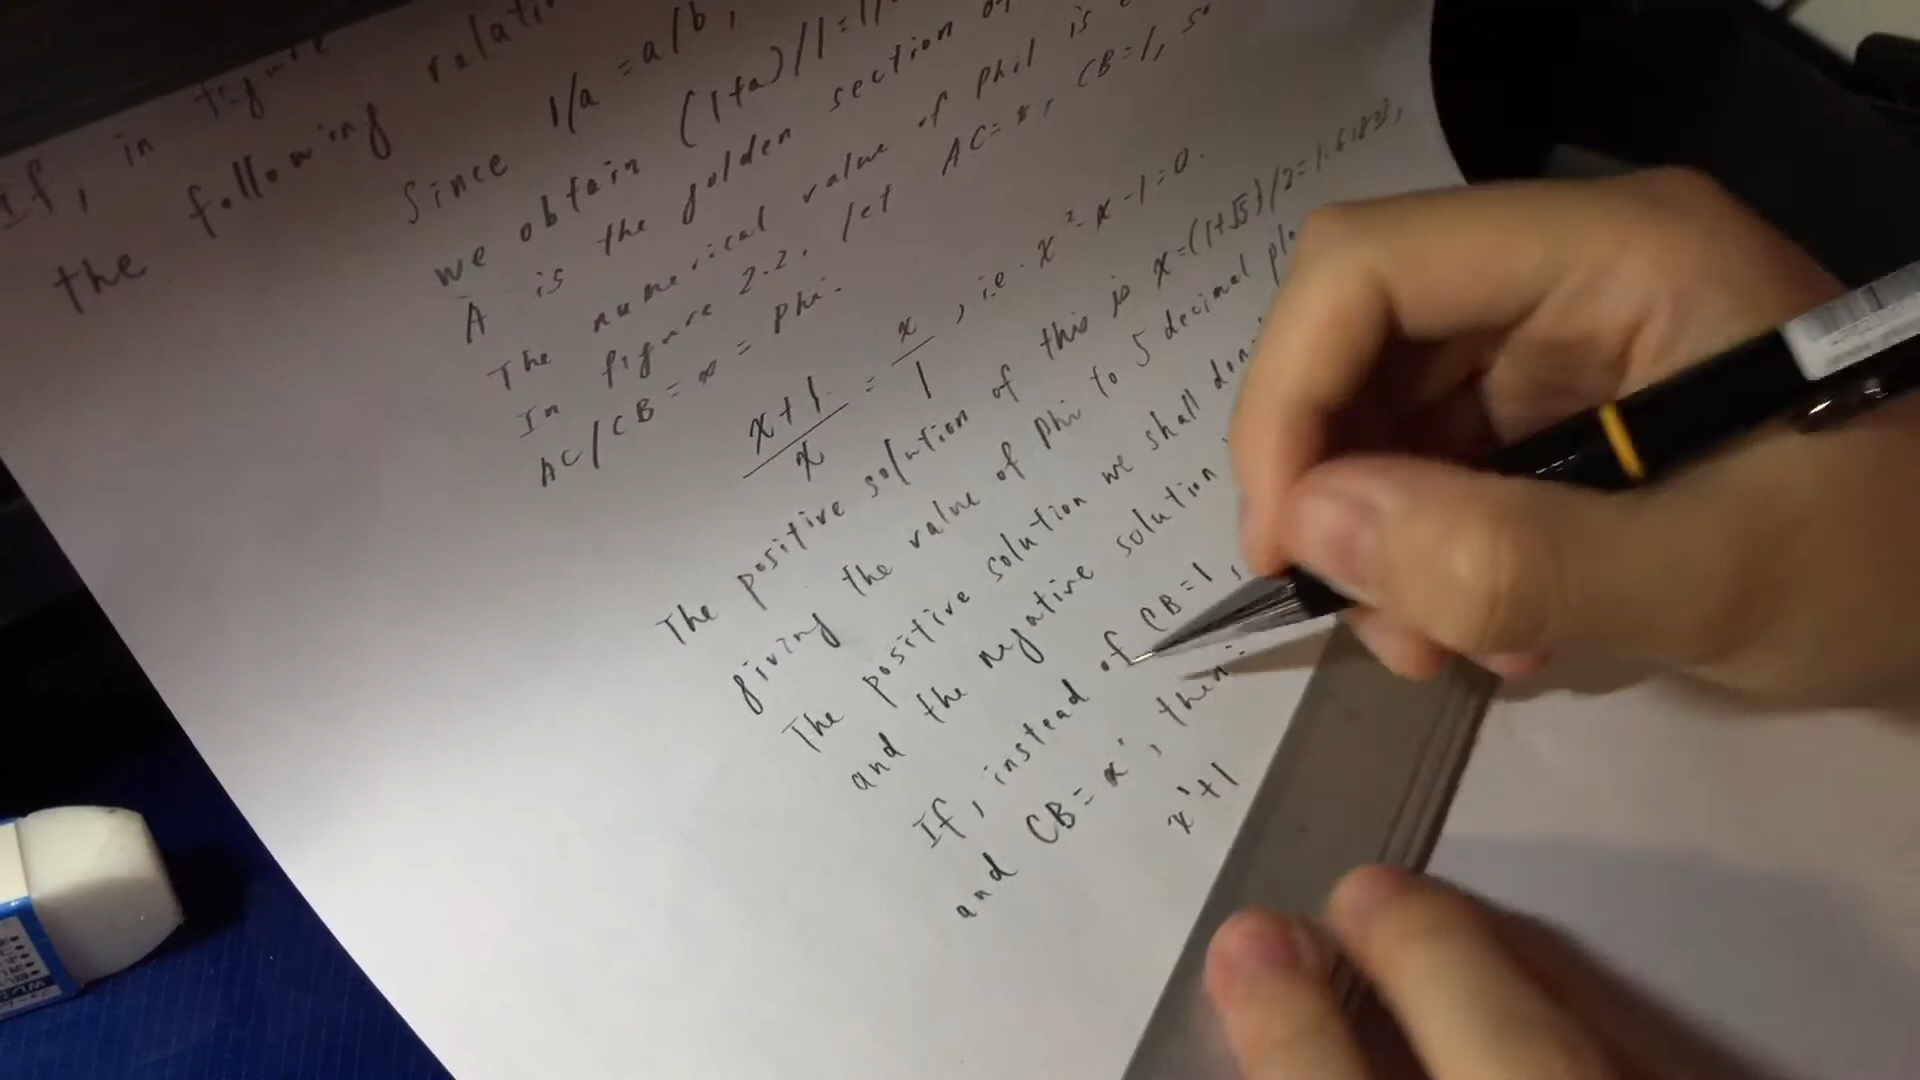 If, in figure
the following relati
Since 1/a = a/b,
we obtain (1+a)/1=1/
A is the golden section of
The numerical value of phil is
In figure 2.2. let AC=x, CB=1, so
AC/CB = x = phi.
x+1/x = x/1, i.e. x²-x-1=0.
The positive solution of this is x=(1+√5)/2=1.61803,
giving the value of Phi to 5 decimal pla
The positive solution we shall den
and the negative solution
If, instead of CB=1,
and CB=x', then:
x'+1